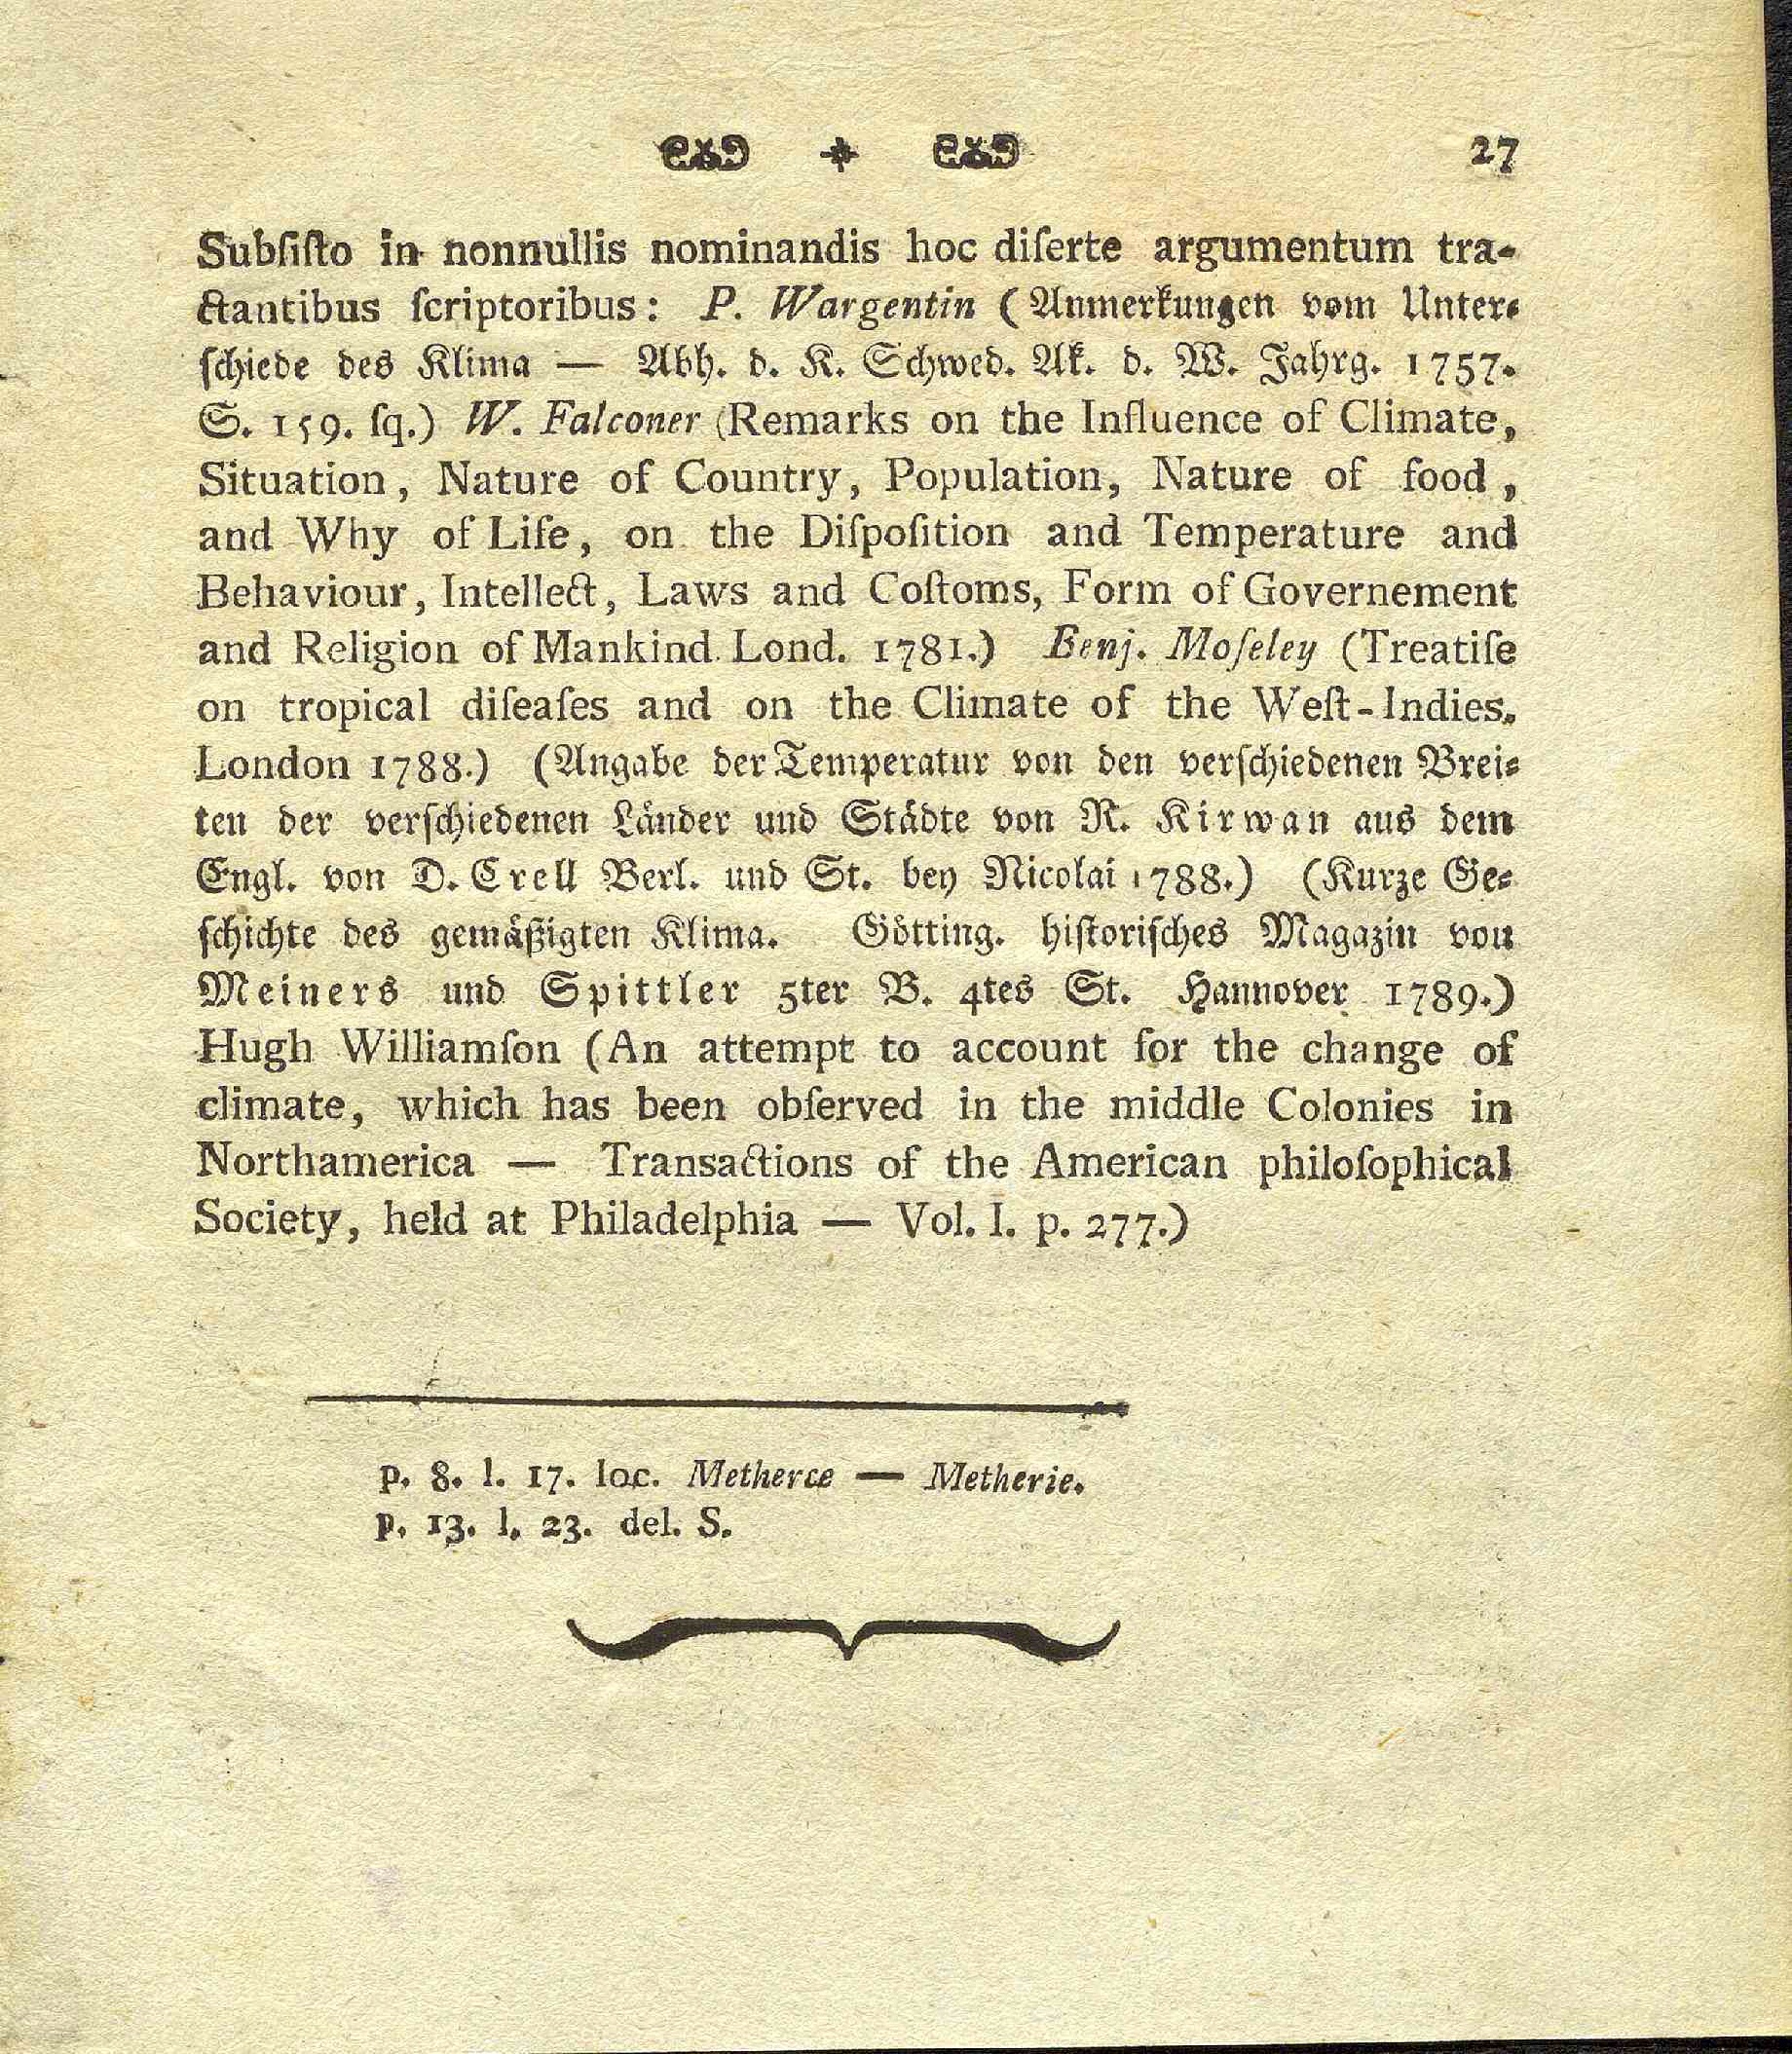 27
Subſiſto in nonnullis nominandis hoc diſerte argumentum tra-
ctantibus ſcriptoribus: P. Wargentin (Anmerkungen vom Unter-
ſchiede des Klima — Abh. d. K. Schwed. Ak. d. W. Jahrg. 1757.
S. 159. ſq.) W. Falconer (Remarks on the Influence of Climate,
Situation, Nature of Country, Population, Nature of food,
and Why of Life, on the Diſpoſition and Temperature and
Behaviour, Intellect, Laws and Coſtoms, Form of Governement
and Religion of Mankind. Lond. 1781.) Benj. Moſeley (Treatiſe
on tropical diſeaſes and on the Climate of the Weſt-Indies.
London 1788.) (Angabe der Temperatur von den verſchiedenen Brei-
ten der verſchiedenen Länder und Städte von R. Kirwan aus dem
Engl. von D. Crell Berl. und St. bey Nicolai 1788.) (Kurze Ge-
ſchichte des gemäßigten Klima. Götting. hiſtoriſches Magazin von
Meiners und Spittler 5ter B. 4tes St. Hannover 1789.)
Hugh Williamſon (An attempt to account for the change of
climate, which has been obſerved in the middle Colonies in
Northamerica — Transactions of the American philoſophical
Society, held at Philadelphia — Vol. I. p. 277.)
p. 8. l. 17. loc. Metherce — Metherie.
p. 13. l. 23. del. S.